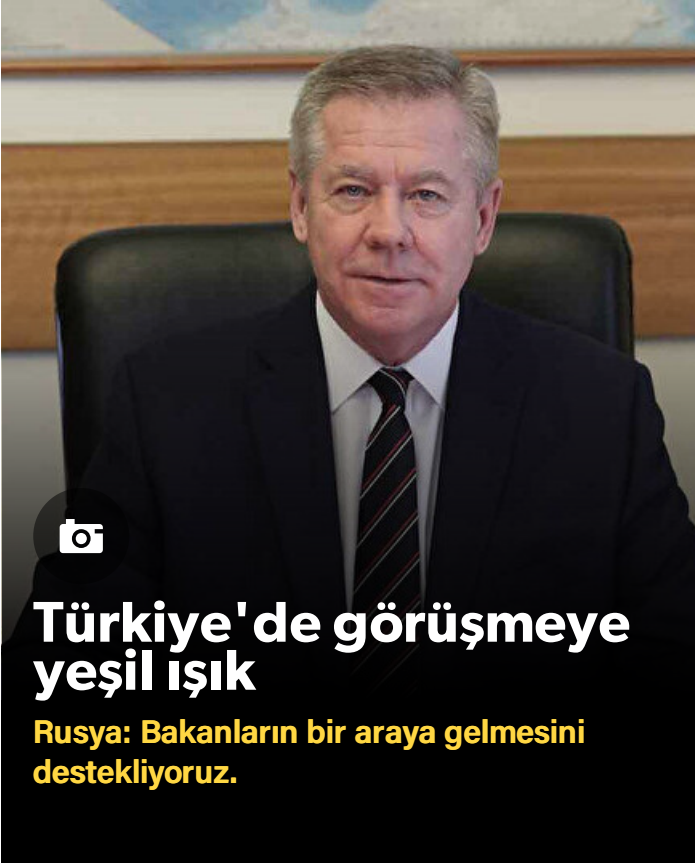 Türkiye'de görüşmeye
yeşil ışık
Rusya: Bakanların bir araya gelmesini
destekliyoruz.